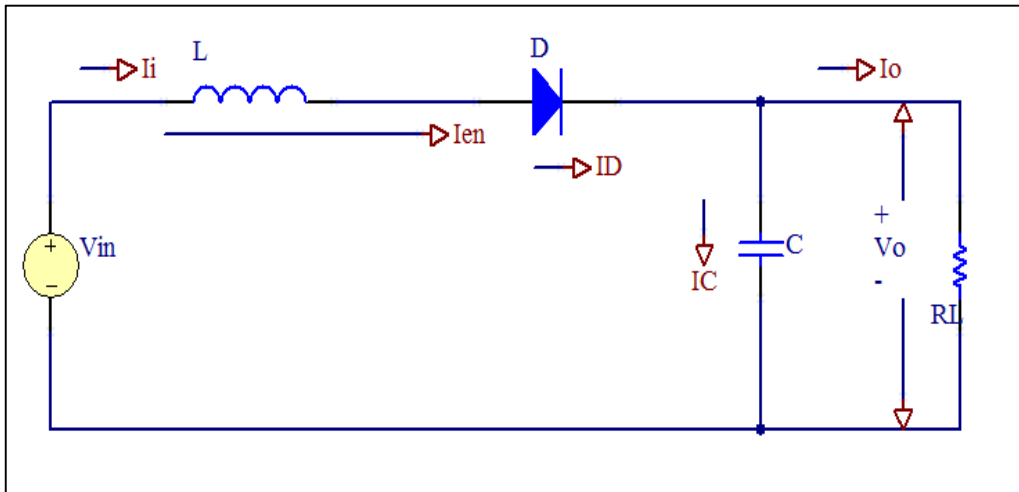 Ii
L
D
Io
Ien
ID
+
Vin
−
IC
C
+
Vo
-
RL